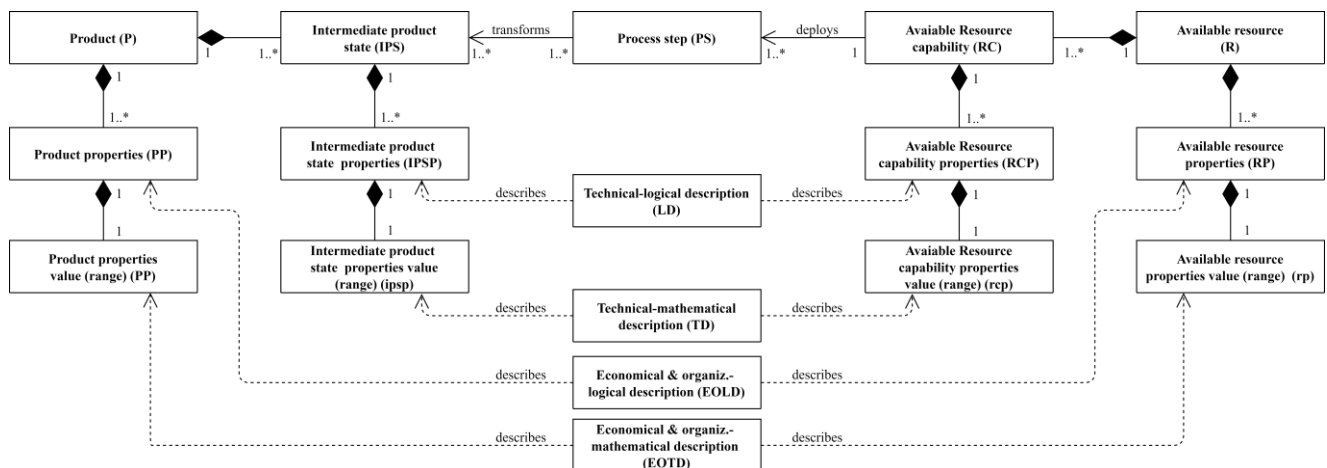 Product (P)
Intermediate product
state (IPS)
Process step (PS)
Avaiable Resource
capability (RC)
Available resource
(R)
transforms
deploys
1
1..*
1..*
1..*
1..*
1
1..*
1
1
1
1
1
1..*
1..*
1..*
1..*
Product properties (PP)
Intermediate product
state properties (IPSP)
Avaiable Resource
capability properties (RCP)
Available resource
properties (RP)
1
1
1
1
describes
Technical-logical description
(LD)
describes
1
1
1
1
Product properties
value (range) (PP)
Intermediate product
state properties value
(range) (ipsp)
Avaiable Resource
capability properties
value (range) (rcp)
Available resource
properties value (range) (rp)
describes
Technical-mathematical
description (TD)
describes
describes
Economical & organiz.-
logical description (EOLD)
describes
describes
Economical & organiz.-
mathematical description
(EOTD)
describes